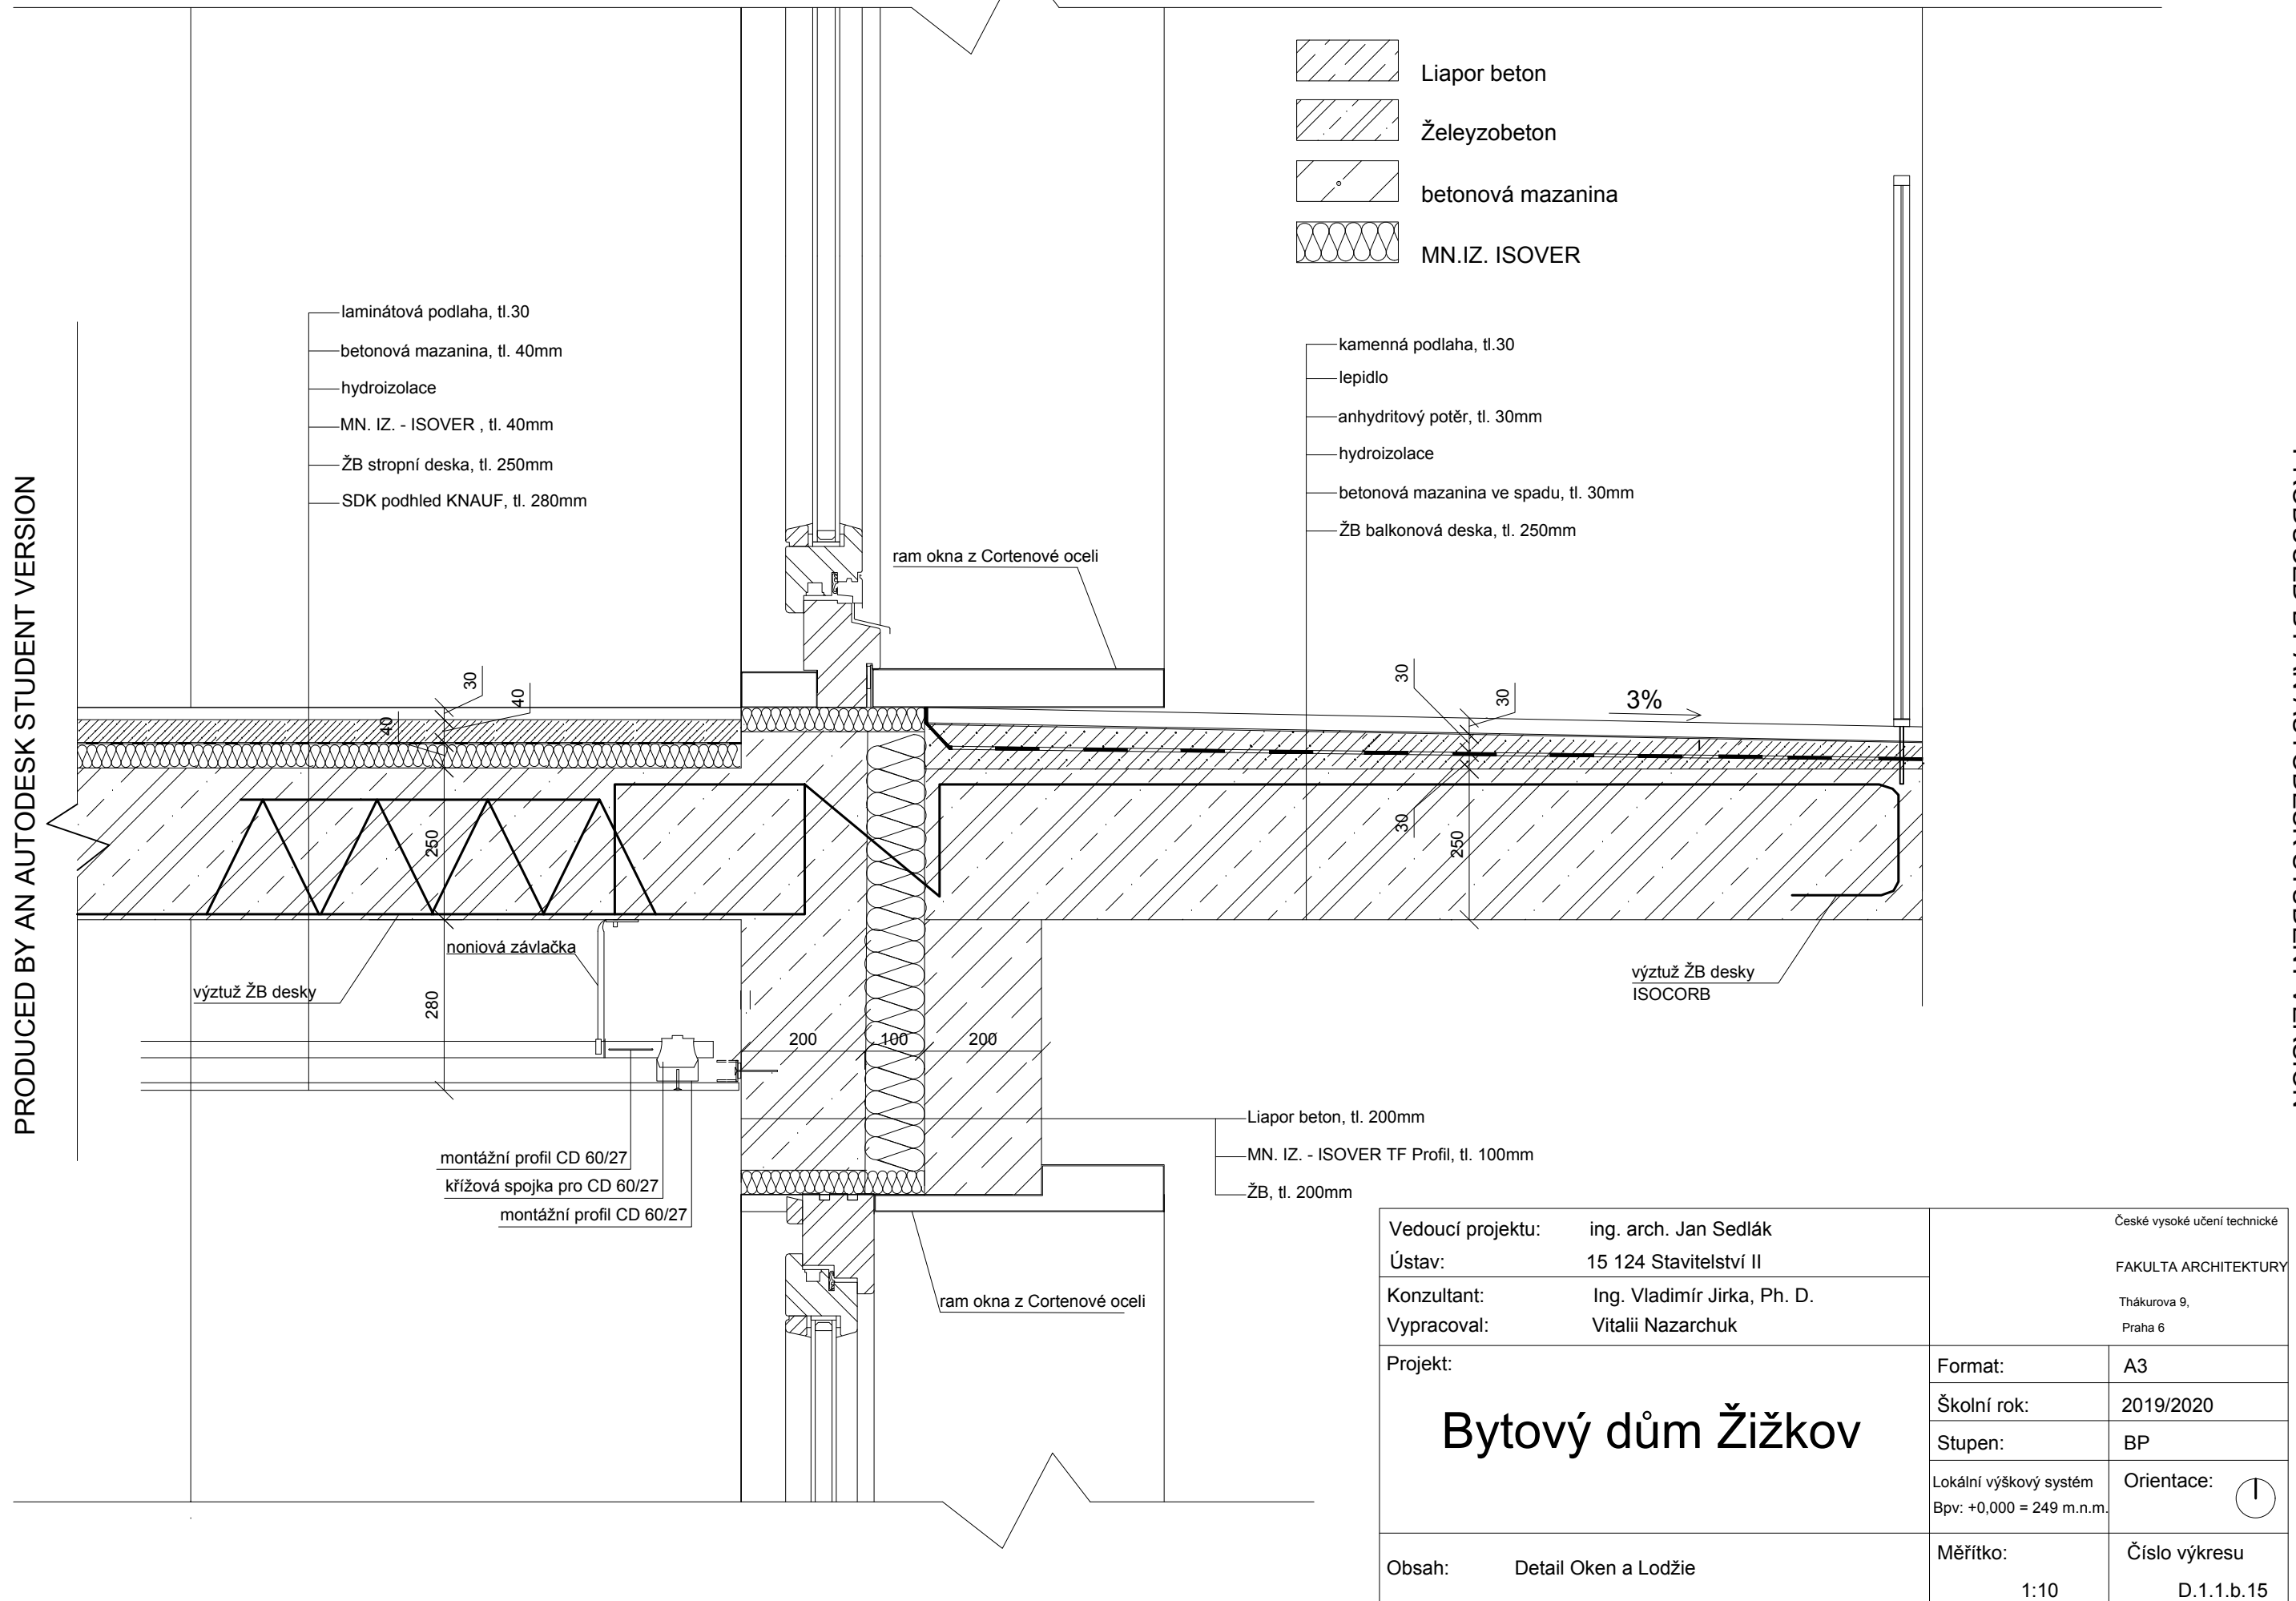 PRODUCED BY AN AUTODESK STUDENT VERSION
Liapor beton
Želeyzobeton
betonová mazanina
MN.IZ. ISOVER
laminátová podlaha, tl.30
betonová mazanina, tl. 40mm
hydroizolace
MN. IZ. - ISOVER , tl. 40mm
ŽB stropní deska, tl. 250mm
SDK podhled KNAUF, tl. 280mm
kamenná podlaha, tl.30
lepidlo
anhydritový potěr, tl. 30mm
hydroizolace
betonová mazanina ve spadu, tl. 30mm
ŽB balkonová deska, tl. 250mm
ram okna z Cortenové oceli
30
40
40
250
280
30
30
3%
30
250
noniová závlačka
výztuž ŽB desky
výztuž ŽB desky
ISOCORB
200
100
200
Liapor beton, tl. 200mm
MN. IZ. - ISOVER TF Profil, tl. 100mm
ŽB, tl. 200mm
montážní profil CD 60/27
křížová spojka pro CD 60/27
montážní profil CD 60/27
ram okna z Cortenové oceli
Vedoucí projektu: ing. arch. Jan Sedlák
Ústav: 15 124 Stavitelství II
Konzultant: Ing. Vladimír Jirka, Ph. D.
Vypracoval: Vitalii Nazarchuk
České vysoké učení technické
FAKULTA ARCHITEKTURY
Thákurova 9,
Praha 6
Projekt:
Bytový dům Žižkov
Format: A3
Školní rok: 2019/2020
Stupen: BP
Lokální výškový systém
Bpv: +0,000 = 249 m.n.m.
Orientace:
Obsah: Detail Oken a Lodžie
Měřítko:
1:10
Číslo výkresu
D.1.1.b.15